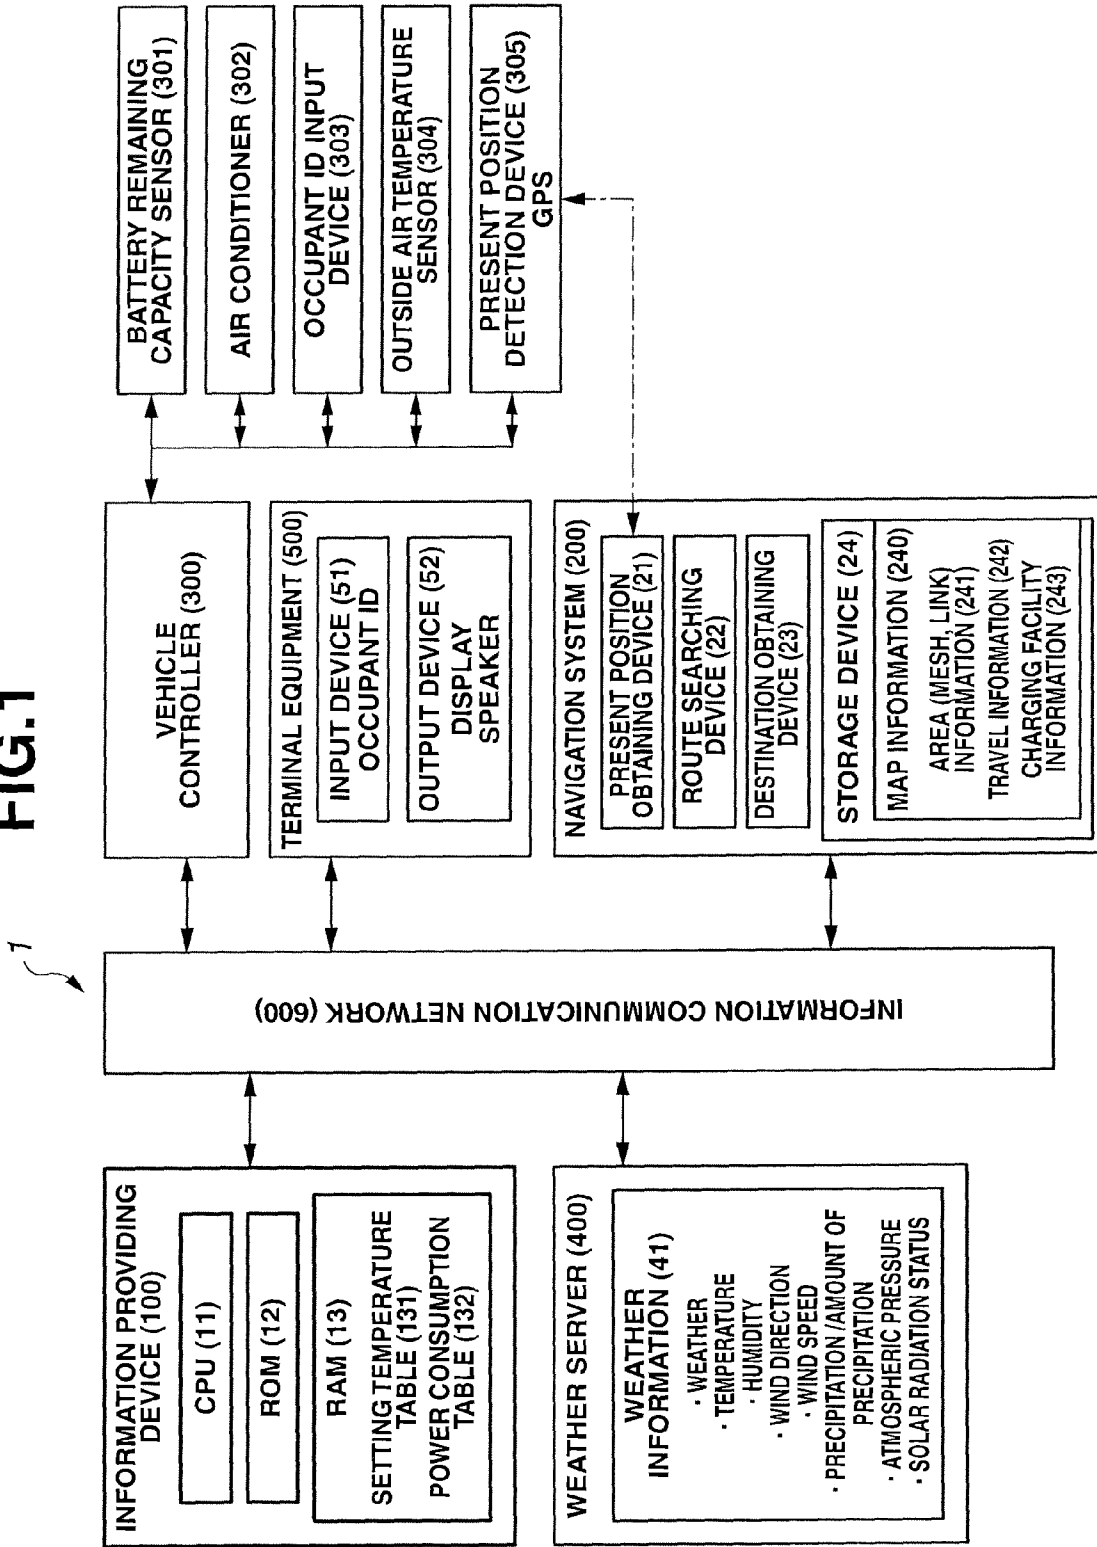 FIG.1
1
INFORMATION PROVIDING
DEVICE (100)
CPU (11)
ROM (12)
RAM (13)
SETTING TEMPERATURE
TABLE (131)
POWER CONSUMPTION
TABLE (132)
WEATHER SERVER (400)
WEATHER
INFORMATION (41)
· WEATHER
· TEMPERATURE
· HUMIDITY
· WIND DIRECTION
· WIND SPEED
· PRECIPITATION /AMOUNT OF
PRECIPITATION
· ATMOSPHERIC PRESSURE
· SOLAR RADIATION STATUS
INFORMATION COMMUNICATION NETWORK (600)
VEHICLE
CONTROLLER (300)
TERMINAL EQUIPMENT (500)
INPUT DEVICE (51)
OCCUPANT ID
OUTPUT DEVICE (52)
DISPLAY
SPEAKER
NAVIGATION SYSTEM (200)
PRESENT POSITION
OBTAINING DEVICE (21)
ROUTE SEARCHING
DEVICE (22)
DESTINATION OBTAINING
DEVICE (23)
STORAGE DEVICE (24)
MAP INFORMATION (240)
AREA (MESH, LINK)
INFORMATION (241)
TRAVEL INFORMATION (242)
CHARGING FACILITY
INFORMATION (243)
BATTERY REMAINING
CAPACITY SENSOR (301)
AIR CONDITIONER (302)
OCCUPANT ID INPUT
DEVICE (303)
OUTSIDE AIR TEMPERATURE
SENSOR (304)
PRESENT POSITION
DETECTION DEVICE (305)
GPS